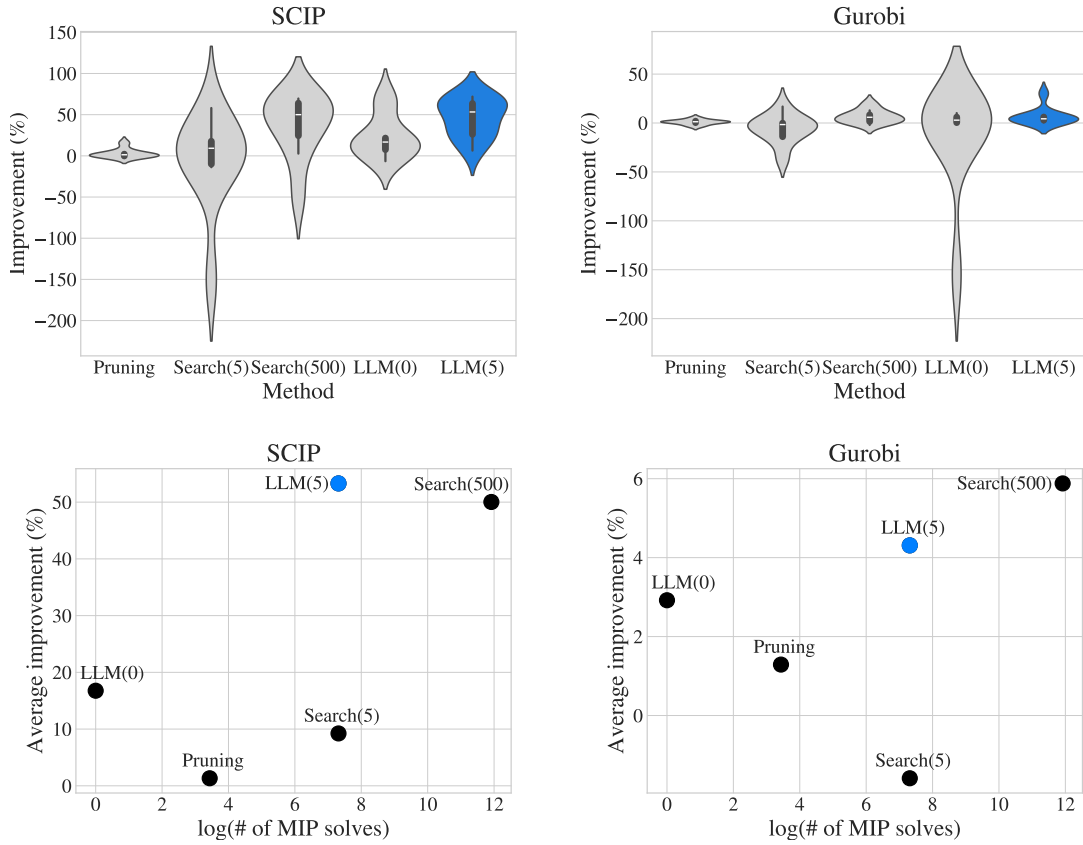 SCIP
Improvement (%)
150
100
50
0
−50
−100
−150
−200
Pruning Search(5) Search(500) LLM(0) LLM(5)
Method
Gurobi
Improvement (%)
50
0
−50
−100
−150
−200
Pruning Search(5) Search(500) LLM(0) LLM(5)
Method
SCIP
Average improvement (%)
50
40
30
20
10
0
LLM(5)
Search(500)
LLM(0)
Search(5)
Pruning
0 2 4 6 8 10 12
log(# of MIP solves)
Gurobi
Average improvement (%)
6
4
2
0
Search(500)
LLM(5)
LLM(0)
Pruning
Search(5)
0 2 4 6 8 10 12
log(# of MIP solves)